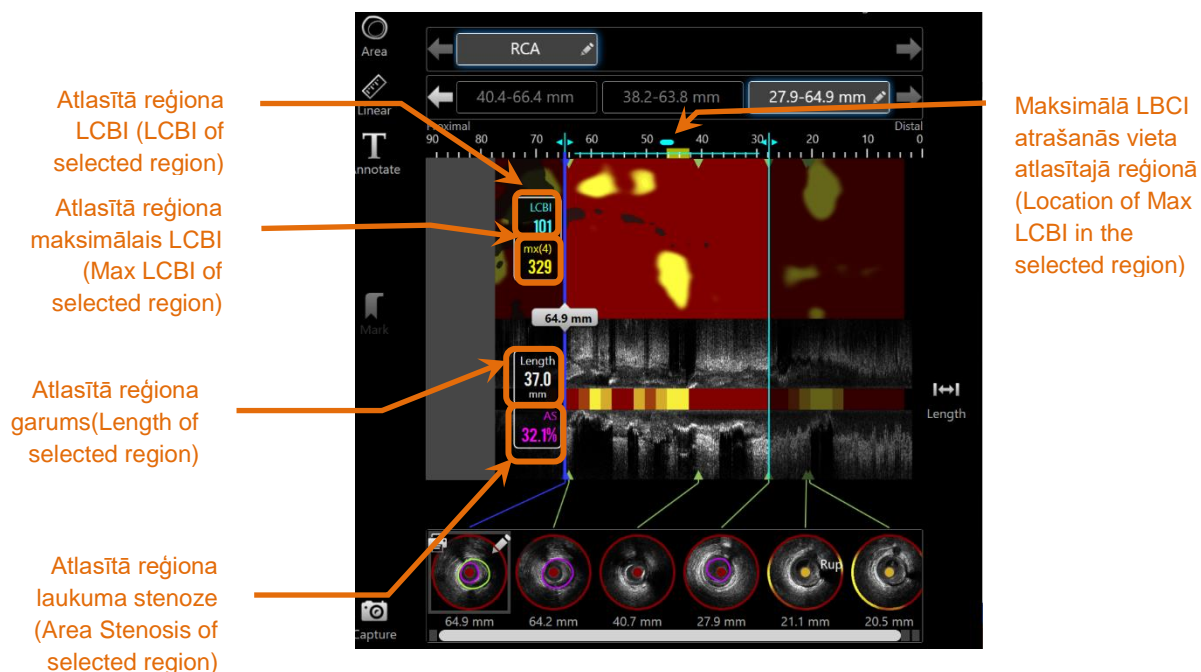 Atlasītā reģiona
LCBI (LCBI of
selected region)
Atlasītā reģiona
maksimālais LCBI
(Max LCBI of
selected region)
Atlasītā reģiona
garums(Length of
selected region)
Atlasītā reģiona
laukuma stenoze
(Area Stenosis of
selected region)
Area
Linear
T
nnotate
Mark
Capture
RCA
40.4-66.4 mm 38.2-63.8 mm 27.9-64.9 mm
Proximal Distal
90 80 70 60 50 40 30 20 10 0
LCBI
101
mx(4)
329
64.9 mm
Length
37.0
mm
AS
32.1%
Length
Rup
64.9 mm 64.2 mm 40.7 mm 27.9 mm 21.1 mm 20.5 mm
Maksimālā LBCI
atrašanās vieta
atlasītajā reģionā
(Location of Max
LCBI in the
selected region)